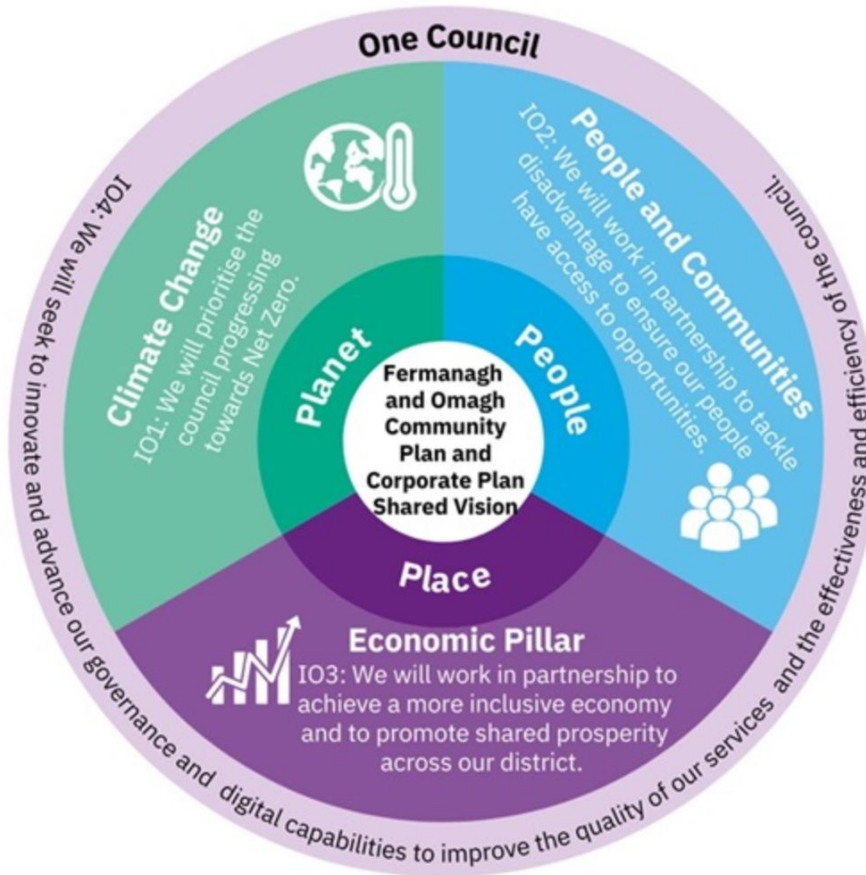 One Council
IO4: We will seek to innovate and advance our governance and digital capabilities to improve the quality of our services and the effectiveness and efficiency of the council.
Climate Change
IO1: We will prioritise the
council progressing
towards Net Zero.
People and Communities
IO2: We will work in partnership to tackle
disadvantage to ensure our people
have access to opportunities.
Planet
People
Fermanagh
and Omagh
Community
Plan and
Corporate Plan
Shared Vision
Place
Economic Pillar
IO3: We will work in partnership to
achieve a more inclusive economy
and to promote shared prosperity
across our district.